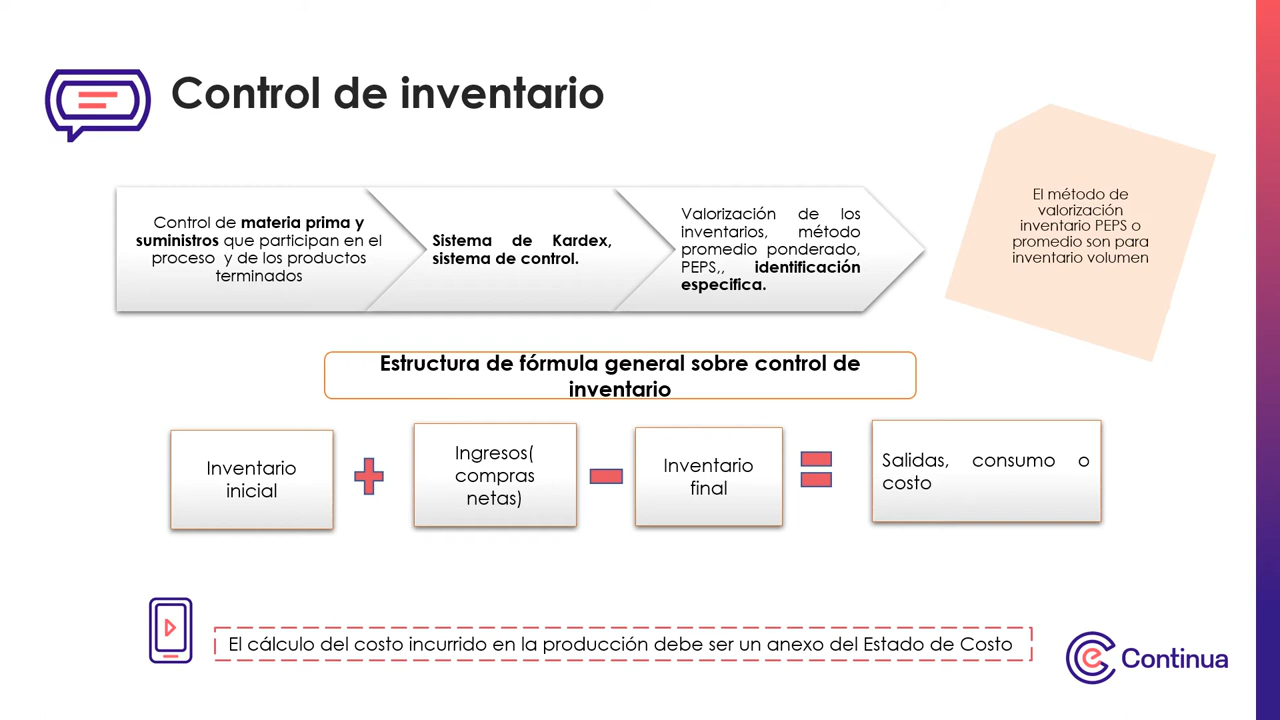 Control de inventario
Control de materia prima y
suministros que participan en el
proceso y de los productos
terminados
Sistema de Kardex,
sistema de control.
Valorización de los
inventarios, método
promedio ponderado,
PEPS,, identificación
especifica.
El método de
valorización
inventario PEPS o
promedio son para
inventario volumen
Estructura de fórmula general sobre control de
inventario
Inventario
inicial
+
Ingresos(
compras
netas)
-
Inventario
final
=
Salidas, consumo o
costo
El cálculo del costo incurrido en la producción debe ser un anexo del Estado de Costo
Continua